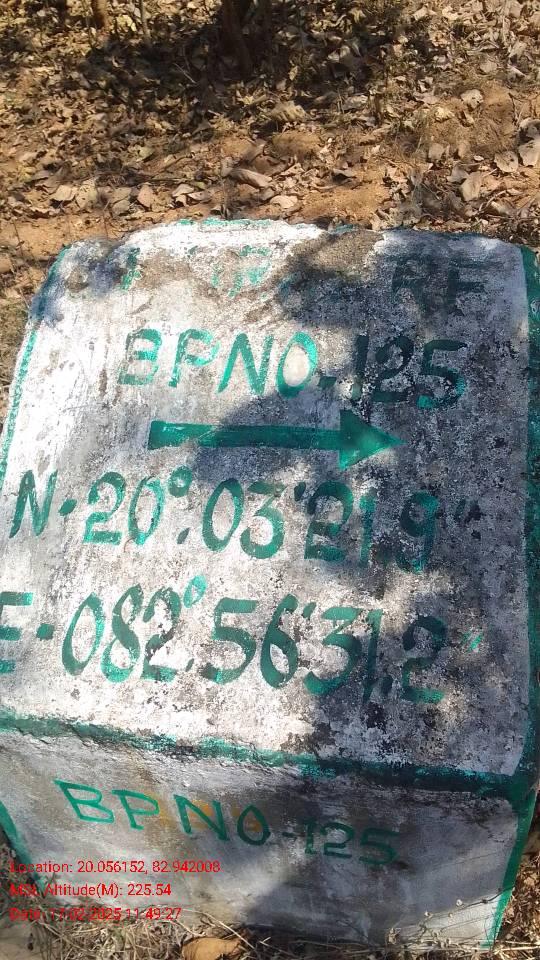 RF
BPNO-125
N·20°.03'21.9"
E·082°.56'31.2"
BPNO-125
Location: 20.056152, 82.942008
MSL Altitude(M): 225.54
Date: 17-02-2025 11:49:27